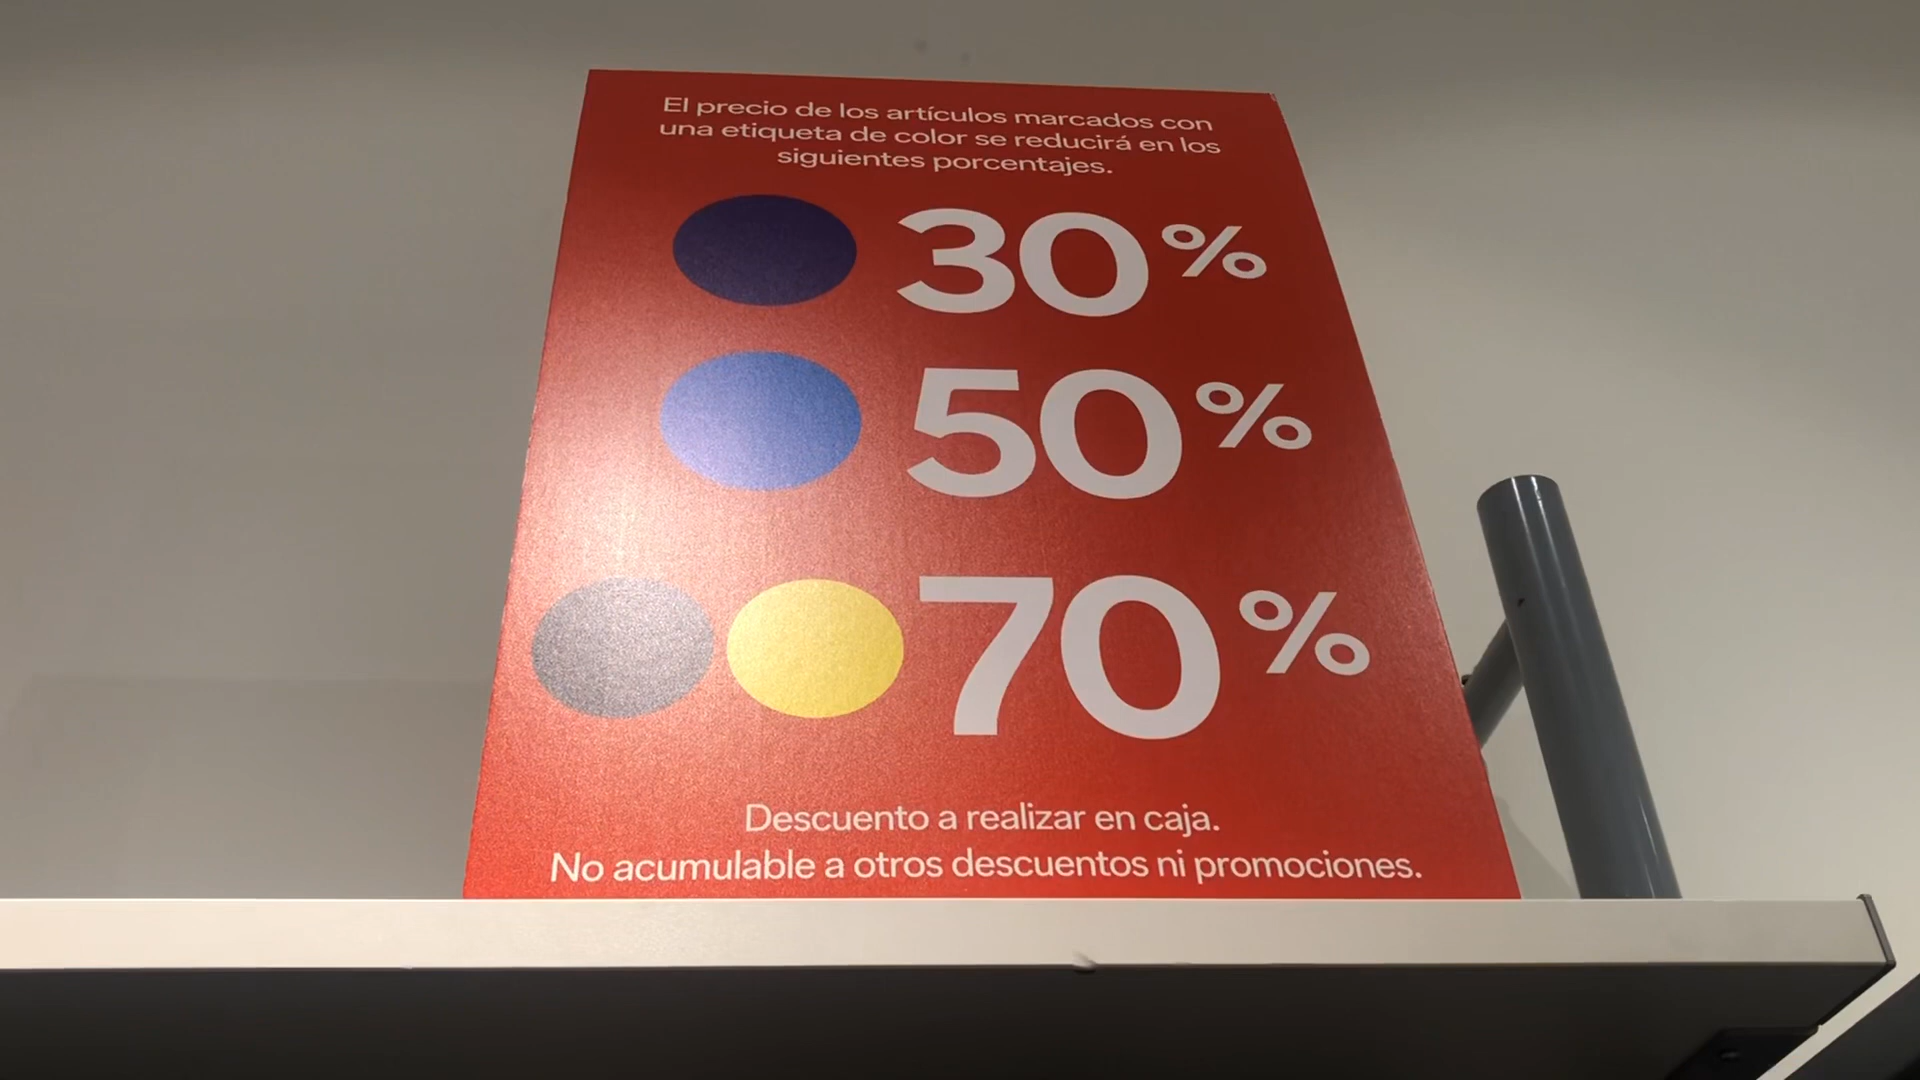 El precio de los artículos marcados con
una etiqueta de color se reducirá en los
siguientes porcentajes.
30%
50%
70%
Descuento a realizar en caja.
No acumulable a otros descuentos ni promociones.